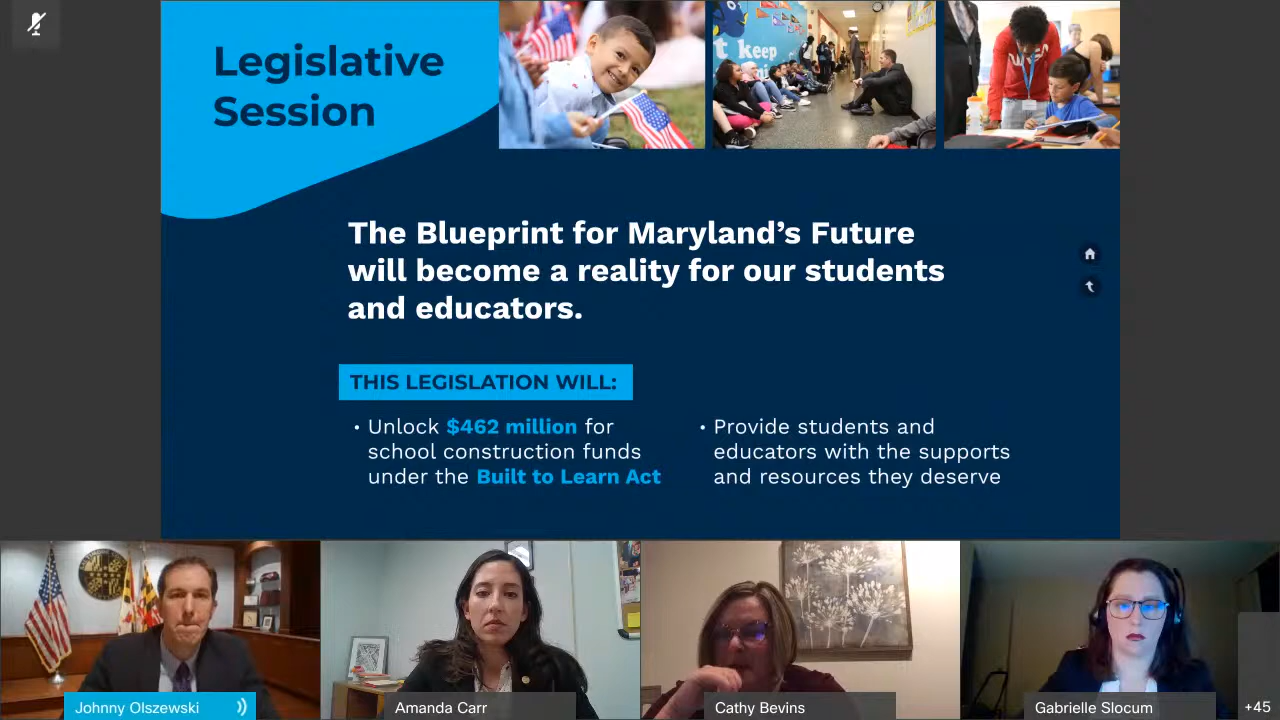 Legislative
Session
t keep
The Blueprint for Maryland's Future
will become a reality for our students
and educators.
THIS LEGISLATION WILL:
• Unlock $462 million for
school construction funds
under the Built to Learn Act
• Provide students and
educators with the supports
and resources they deserve
Johnny Olszewski
Amanda Carr
Cathy Bevins
Gabrielle Slocum
+45